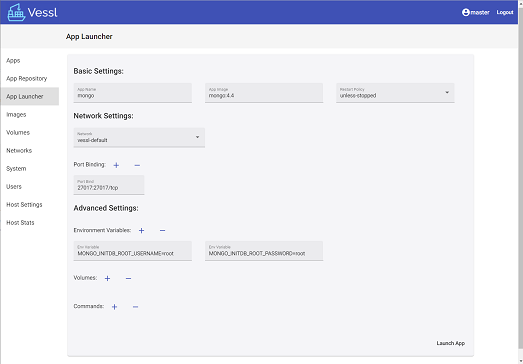 Vessl
master Logout
App Launcher
Apps
App Repository
App Launcher
Images
Volumes
Networks
System
Users
Host Settings
Host Stats
Basic Settings:
App Name
mongo
App Image
mongo:4.4
Restart Policy
unless-stopped
Network Settings:
Network
vessl-default
Port Binding: + −
Port Bind
27017:27017/tcp
Advanced Settings:
Environment Variables: + −
Env Variable
MONGO_INITDB_ROOT_USERNAME=root
Env Variable
MONGO_INITDB_ROOT_PASSWORD=root
Volumes: + −
Commands: + −
Launch App